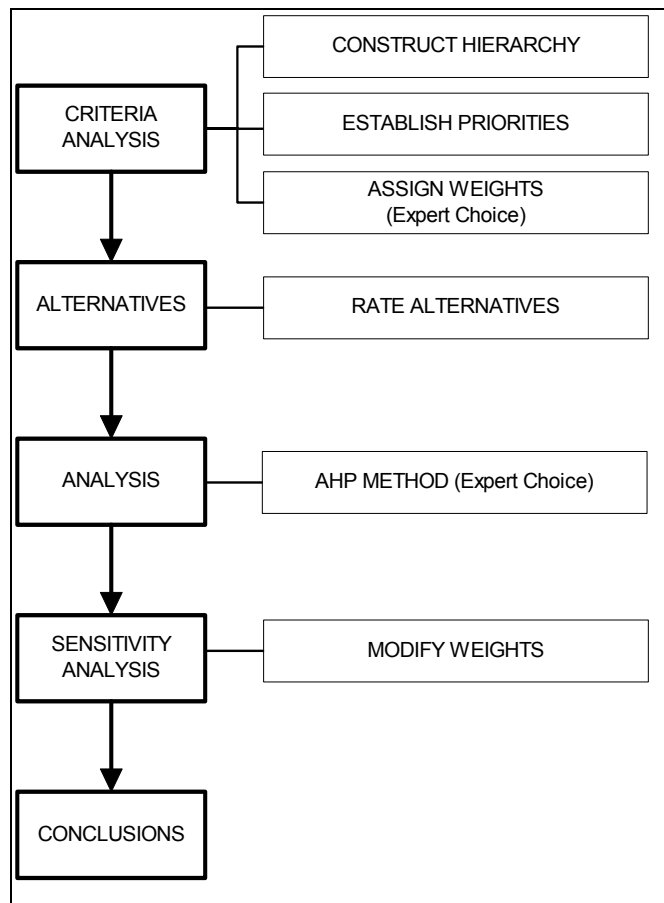 CONSTRUCT HIERARCHY
CRITERIA
ANALYSIS
ESTABLISH PRIORITIES
ASSIGN WEIGHTS
(Expert Choice)
ALTERNATIVES
RATE ALTERNATIVES
ANALYSIS
AHP METHOD (Expert Choice)
SENSITIVITY
ANALYSIS
MODIFY WEIGHTS
CONCLUSIONS